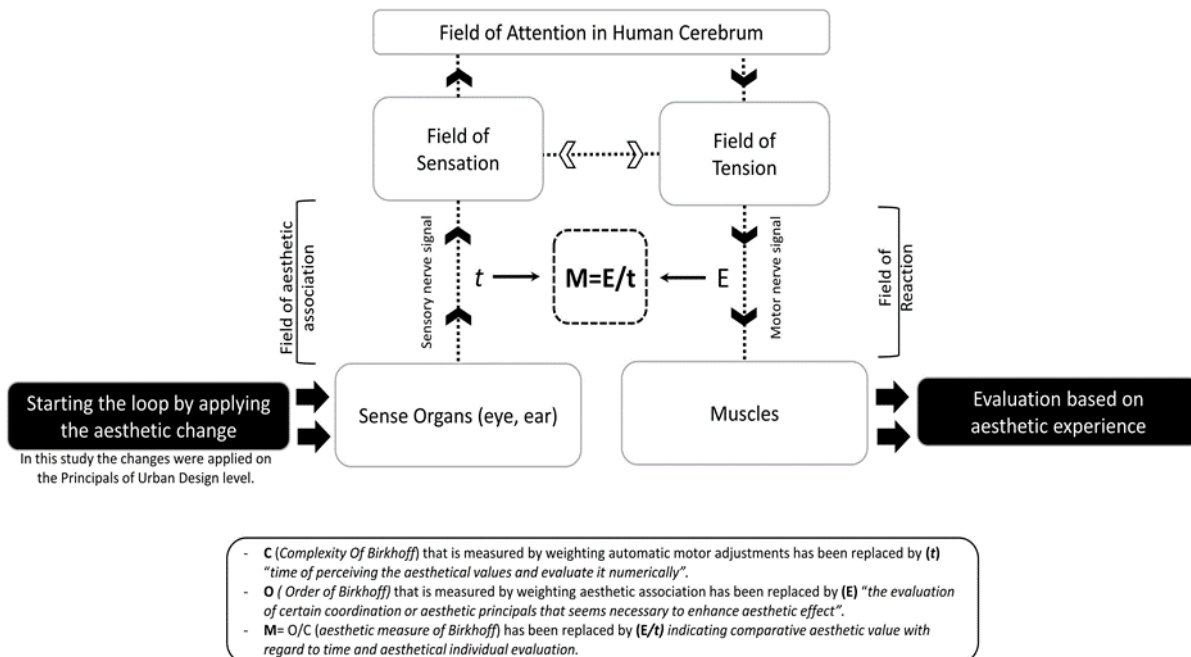 Field of Attention in Human Cerebrum
Field of
Sensation
Field of
Tension
Field of aesthetic
association
Sensory nerve signal
t
M=E/t
E
Motor nerve signal
Field of
Reaction
Starting the loop by applying
the aesthetic change
In this study the changes were applied on
the Principals of Urban Design level.
Sense Organs (eye, ear)
Muscles
Evaluation based on
aesthetic experience
- C (Complexity Of Birkhoff) that is measured by weighting automatic motor adjustments has been replaced by (t)
"time of perceiving the aesthetical values and evaluate it numerically".
- O ( Order of Birkhoff) that is measured by weighting aesthetic association has been replaced by (E) "the evaluation
of certain coordination or aesthetic principals that seems necessary to enhance aesthetic effect".
- M= O/C (aesthetic measure of Birkhoff) has been replaced by (E/t) indicating comparative aesthetic value with
regard to time and aesthetical individual evaluation.